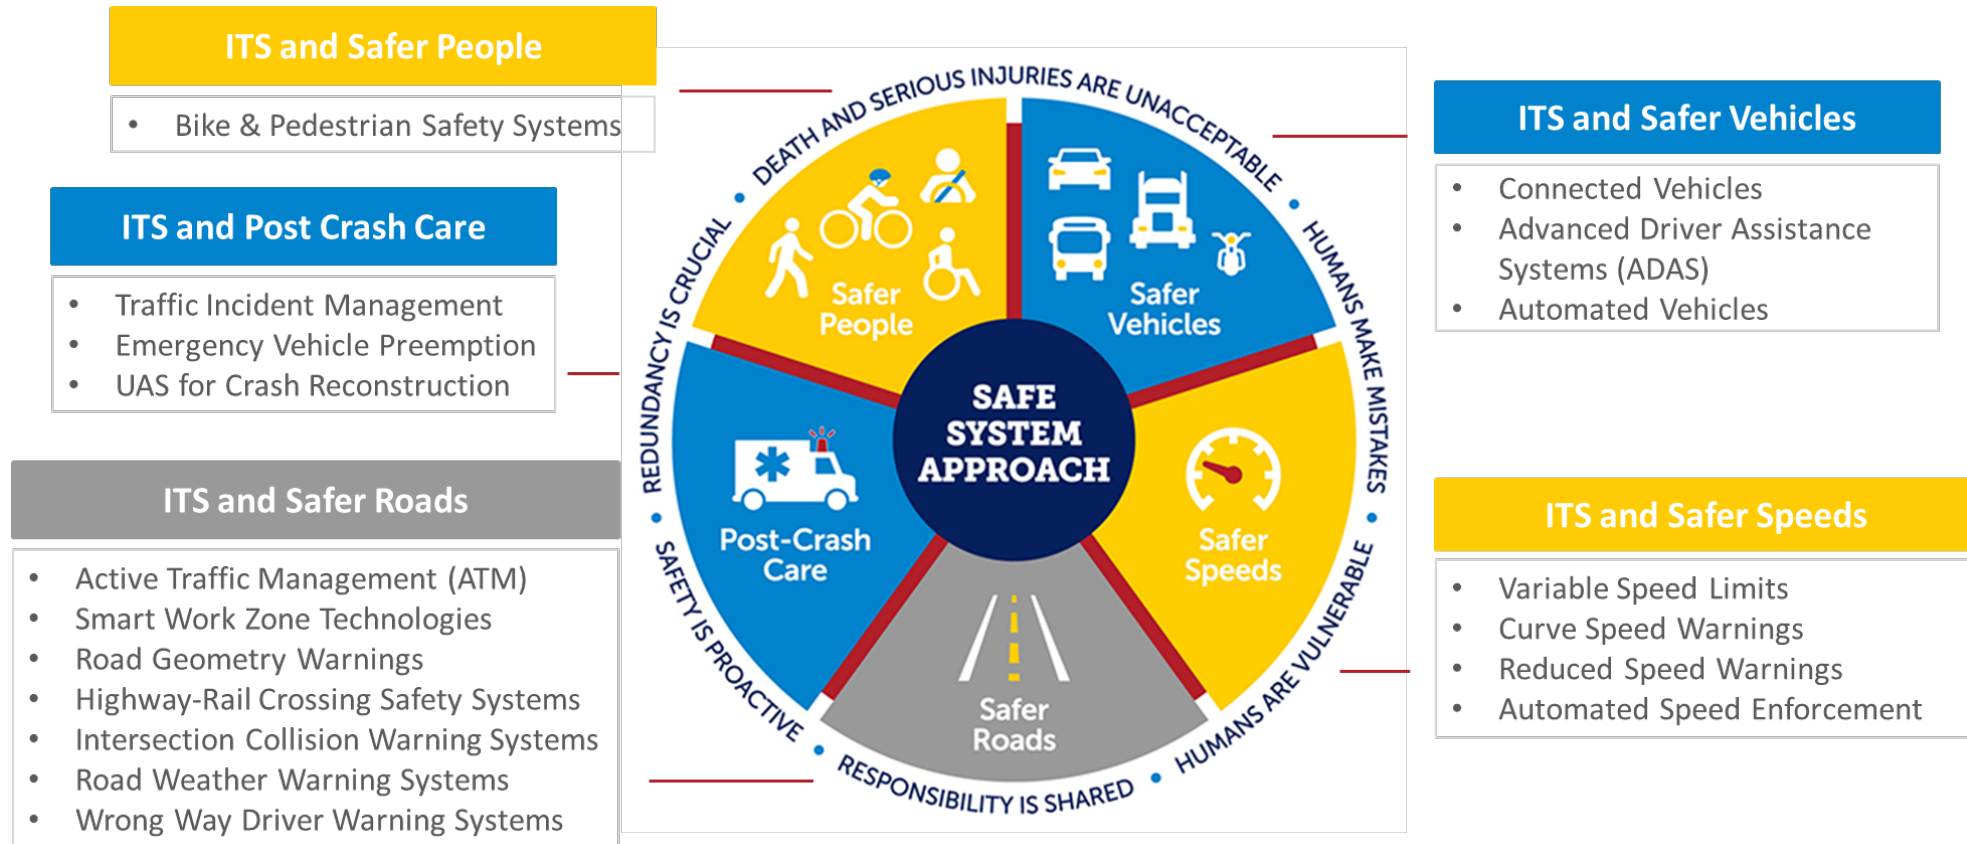 ITS and Safer People
• Bike & Pedestrian Safety Systems
ITS and Post Crash Care
• Traffic Incident Management
• Emergency Vehicle Preemption
• UAS for Crash Reconstruction
ITS and Safer Roads
• Active Traffic Management (ATM)
• Smart Work Zone Technologies
• Road Geometry Warnings
• Highway-Rail Crossing Safety Systems
• Intersection Collision Warning Systems
• Road Weather Warning Systems
• Wrong Way Driver Warning Systems
DEATH AND SERIOUS INJURIES ARE UNACCEPTABLE
HUMANS MAKE MISTAKES
HUMANS ARE VULNERABLE
RESPONSIBILITY IS SHARED
SAFETY IS PROACTIVE
REDUNDANCY IS CRUCIAL
Safer
People
Safer
Vehicles
SAFE
SYSTEM
APPROACH
Post-Crash
Care
Safer
Speeds
Safer
Roads
ITS and Safer Vehicles
• Connected Vehicles
• Advanced Driver Assistance
Systems (ADAS)
• Automated Vehicles
ITS and Safer Speeds
• Variable Speed Limits
• Curve Speed Warnings
• Reduced Speed Warnings
• Automated Speed Enforcement